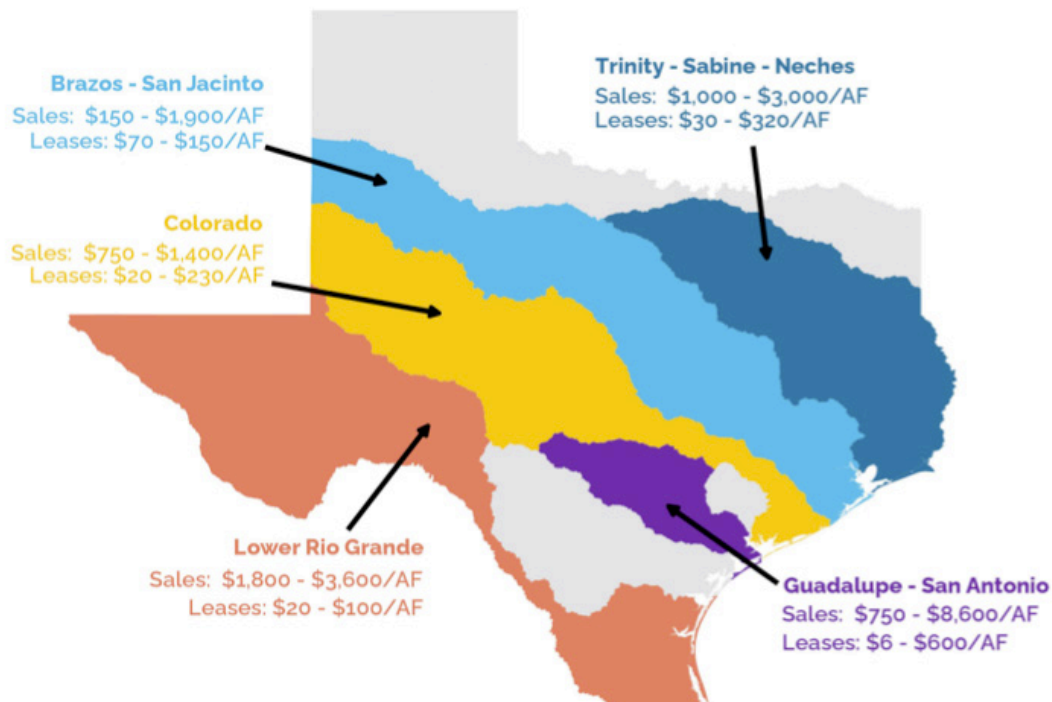 Brazos - San Jacinto
Sales: $150 - $1,900/AF
Leases: $70 - $150/AF
Trinity - Sabine - Neches
Sales: $1,000 - $3,000/AF
Leases: $30 - $320/AF
Colorado
Sales: $750 - $1,400/AF
Leases: $20 - $230/AF
Lower Rio Grande
Sales: $1,800 - $3,600/AF
Leases: $20 - $100/AF
Guadalupe - San Antonio
Sales: $750 - $8,600/AF
Leases: $6 - $600/AF